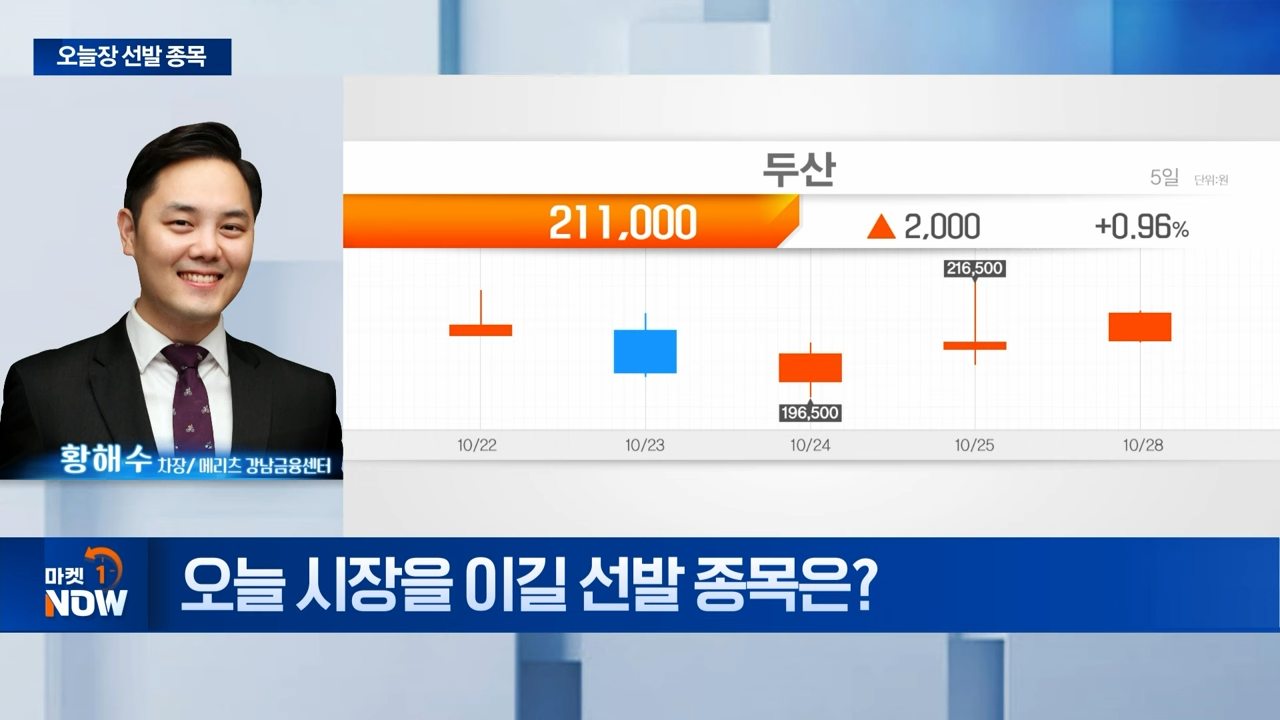 오늘장 선발 종목
두산
5일 단위:원
211,000 ▲ 2,000 +0.96%
216,500
196,500
10/22 10/23 10/24 10/25 10/28
황해수 차장/ 메리츠 강남금융센터
마켓 1
NOW
오늘 시장을 이길 선발 종목은?